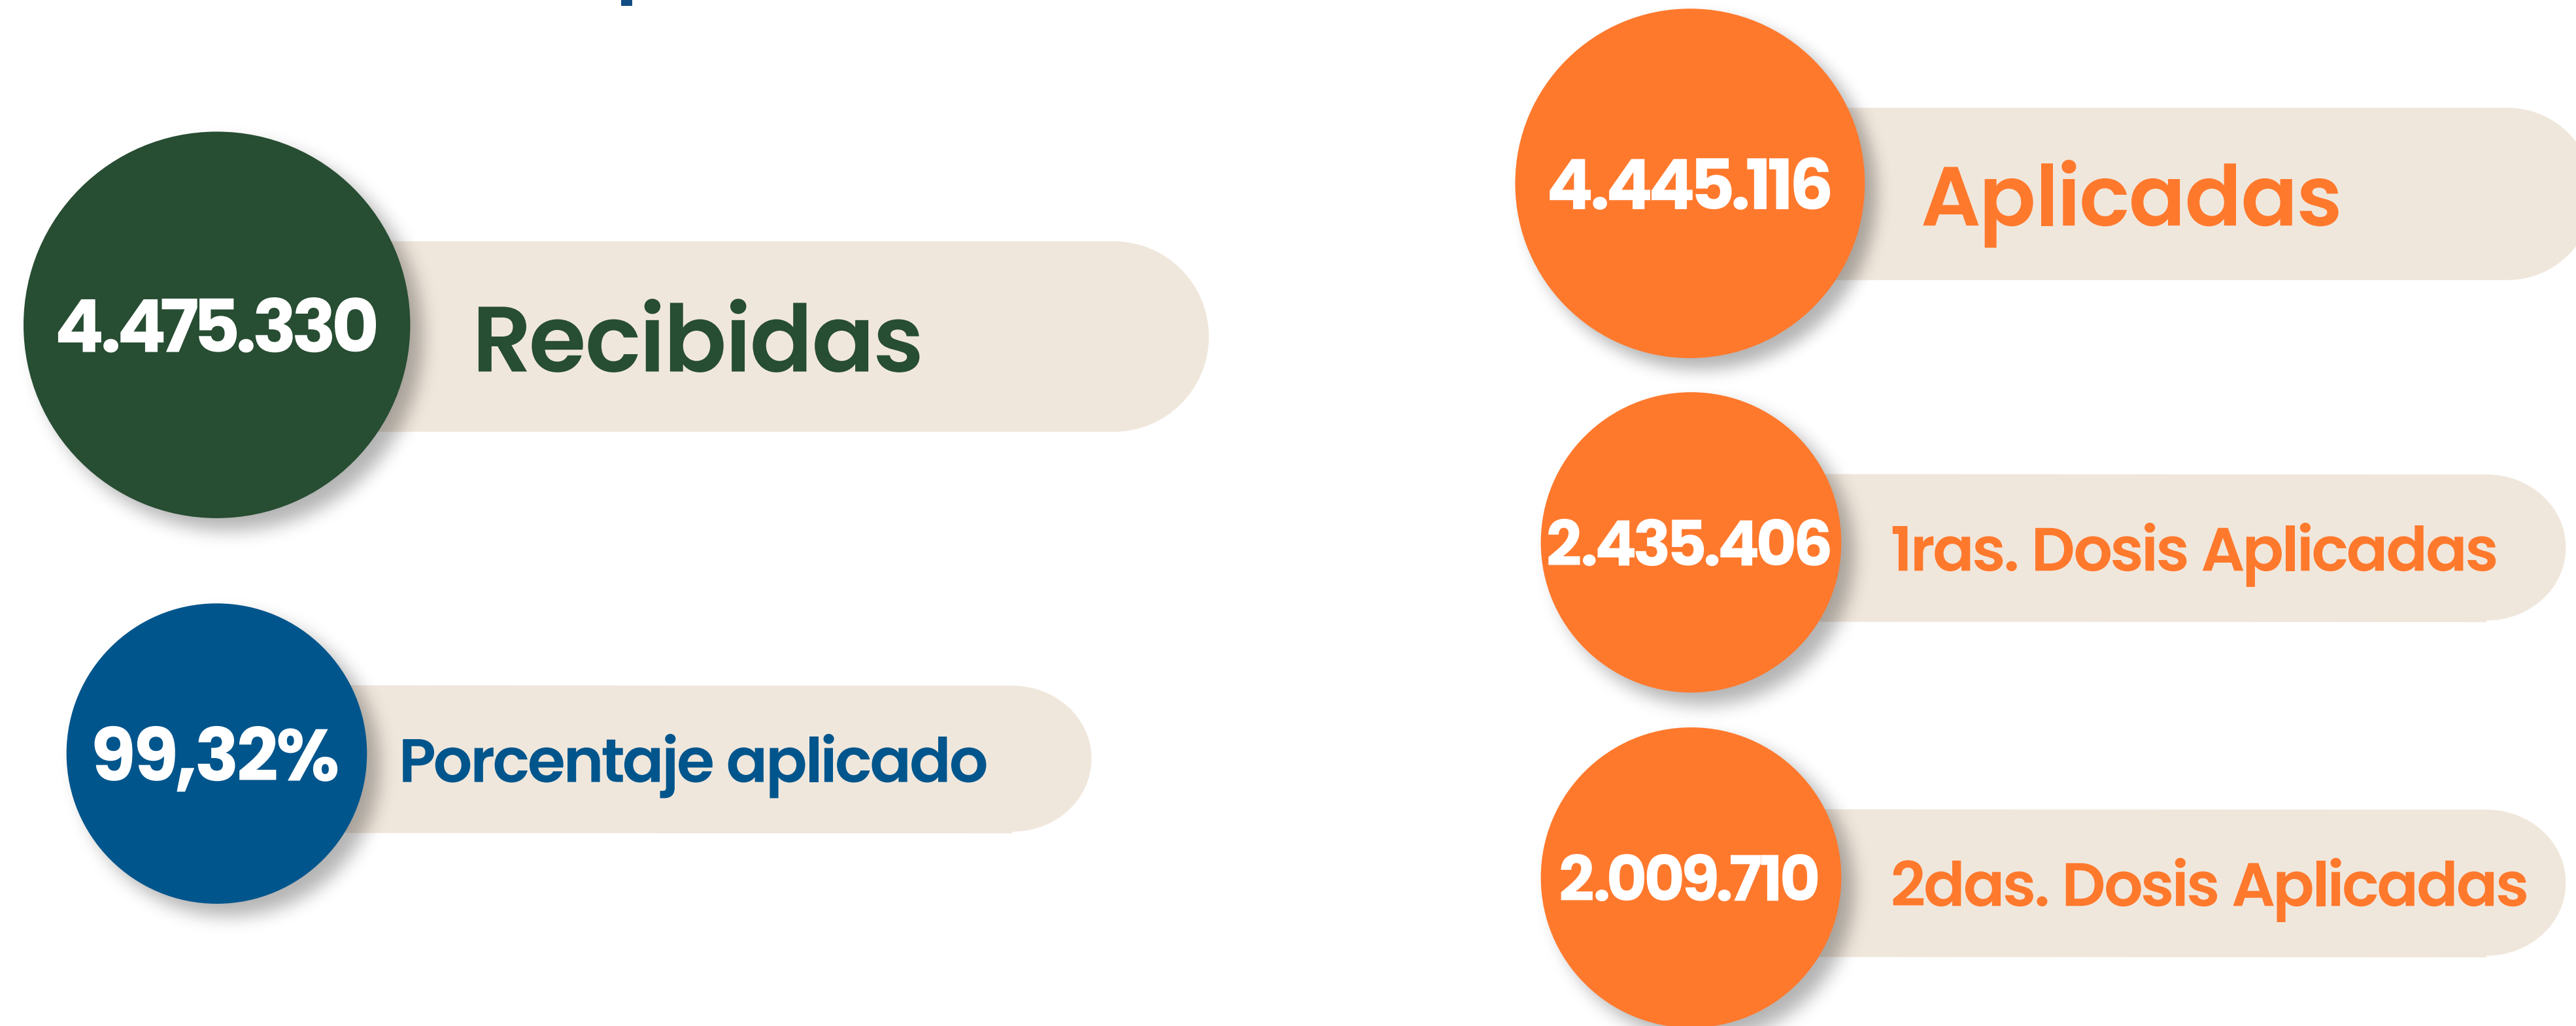 4.475.330
Recibidas
99,32%
Porcentaje aplicado
4.445.116
Aplicadas
2.435.406
1ras. Dosis Aplicadas
2.009.710
2das. Dosis Aplicadas